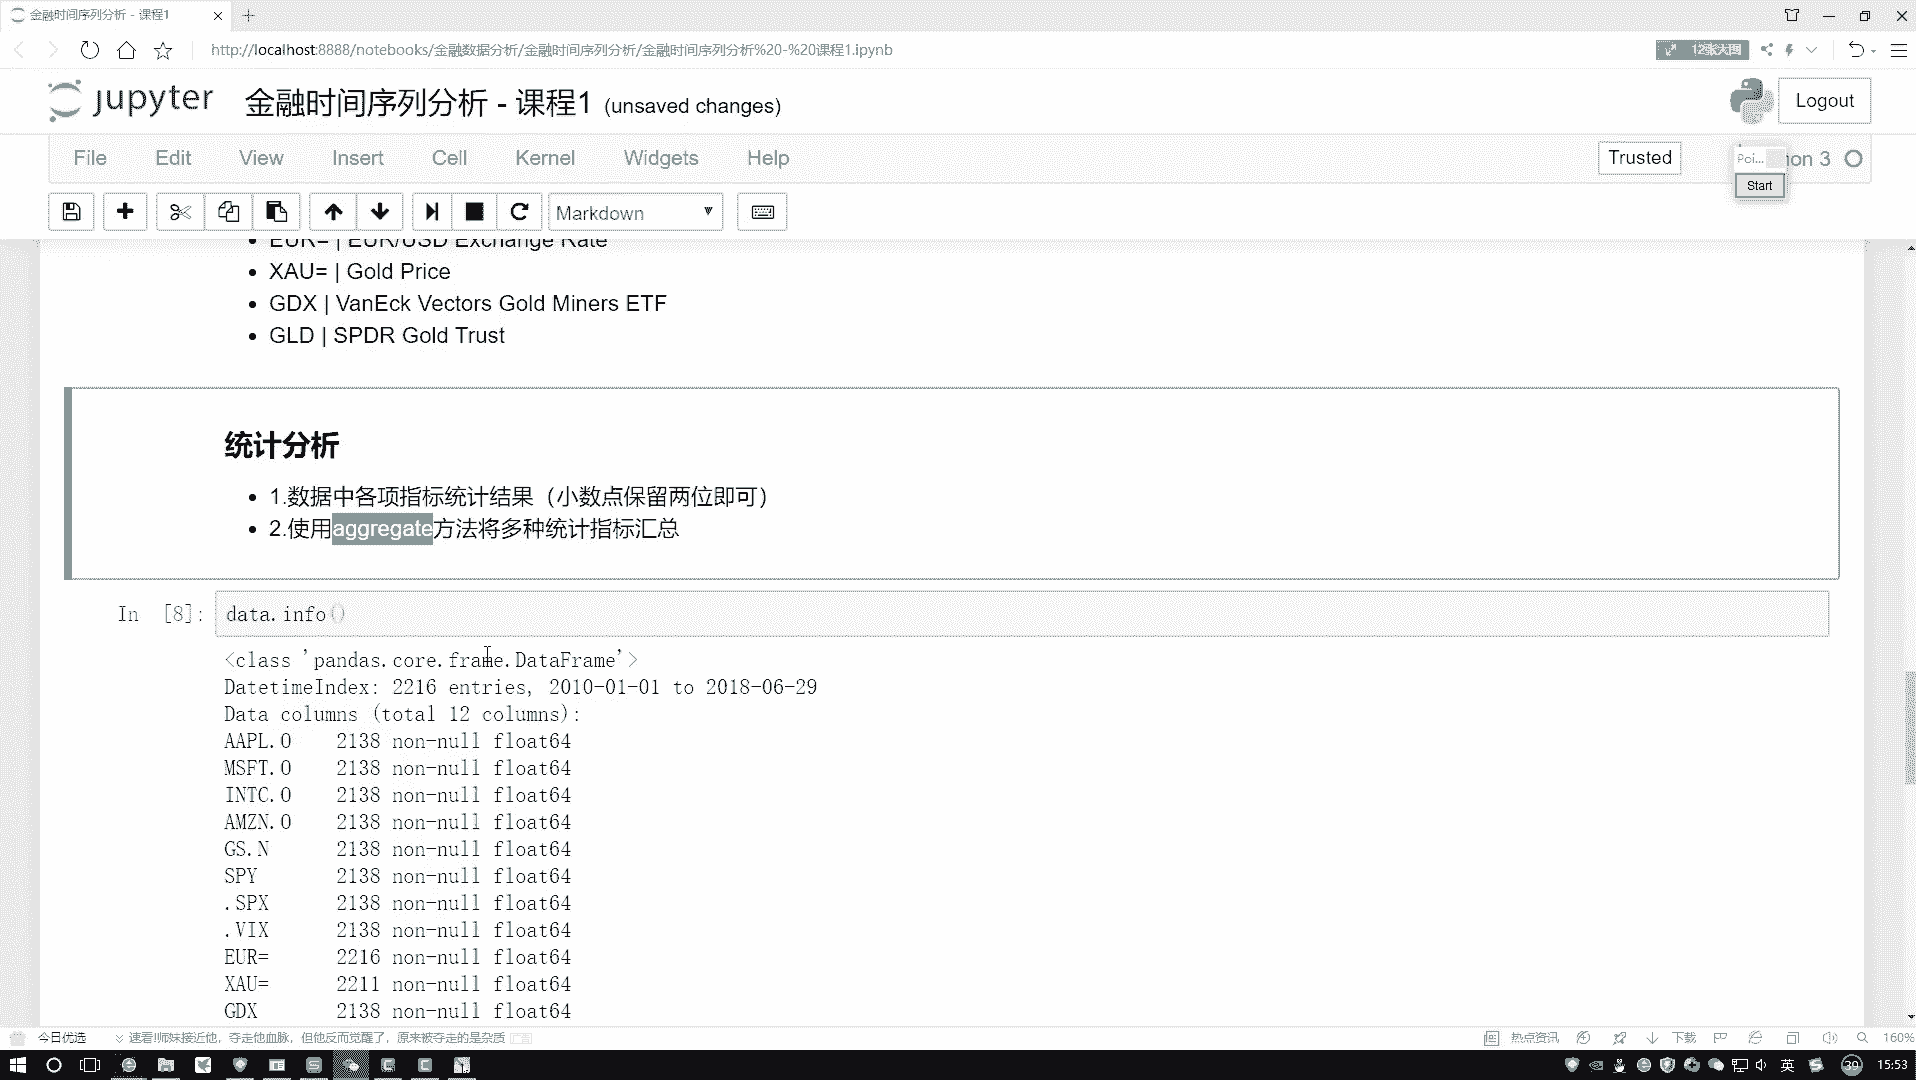 金融时间序列分析 - 课程1
http://localhost:8888/notebooks/金融数据分析/金融时间序列分析/金融时间序列分析%20-%20课程1.ipynb
12张大图
jupyter 金融时间序列分析 - 课程1 (unsaved changes)
Logout
File Edit View Insert Cell Kernel Widgets Help
Trusted
Poi...
on 3
Start
Markdown
EUR= | EUR/USD Exchange Rate
XAU= | Gold Price
GDX | VanEck Vectors Gold Miners ETF
GLD | SPDR Gold Trust
统计分析
1.数据中各项指标统计结果（小数点保留两位即可）
2.使用aggregate方法将多种统计指标汇总
In [8]: data.info()
<class 'pandas.core.frame.DataFrame'>
DatetimeIndex: 2216 entries, 2010-01-01 to 2018-06-29
Data columns (total 12 columns):
AAPL.O 2138 non-null float64
MSFT.O 2138 non-null float64
INTC.O 2138 non-null float64
AMZN.O 2138 non-null float64
GS.N 2138 non-null float64
SPY 2138 non-null float64
.SPX 2138 non-null float64
.VIX 2138 non-null float64
EUR= 2216 non-null float64
XAU= 2211 non-null float64
GDX 2138 non-null float64
今日优选
速看!师妹接近他，夺走他血脉，但他反而觉醒了，原来被夺走的是杂质
热点资讯
下载
160%
英
39
15:53